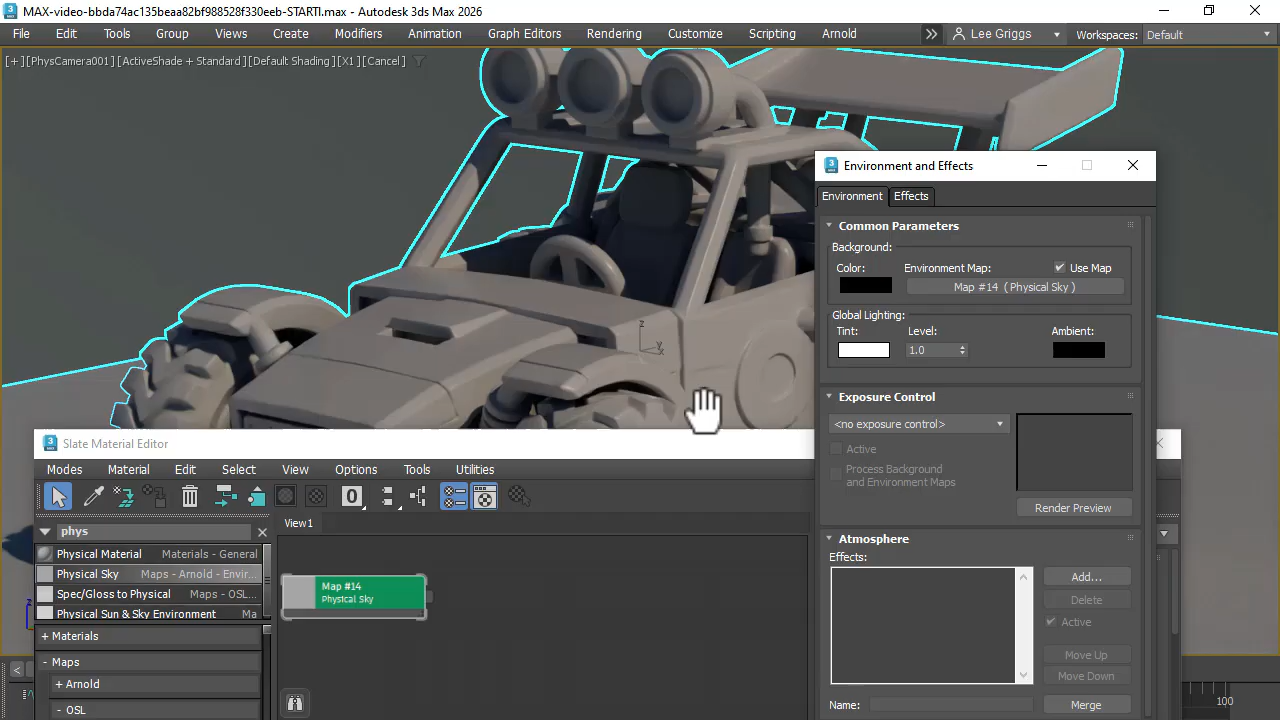 MAX-video-bbda74ac135beaa82bf988528f330eeb-STARTI.max - Autodesk 3ds Max 2026
File Edit Tools Group Views Create Modifiers Animation Graph Editors Rendering Customize Scripting Arnold Lee Griggs Workspaces: Default
[+][PhysCamera001][ActiveShade + Standard][Default Shading][X1][Cancel]
Environment and Effects
Environment Effects
Common Parameters
Background:
Color: Environment Map: Use Map
Map #14 (Physical Sky)
Global Lighting:
Tint: Level: Ambient:
1.0
Exposure Control
<no exposure control>
Active
Process Background
and Environment Maps
Render Preview
Atmosphere
Effects:
Add...
Delete
Active
Move Up
Move Down
Name: Merge
Slate Material Editor
Modes Material Edit Select View Options Tools Utilities
phys
View1
Physical Material Materials - General
Physical Sky Maps - Arnold - Envir...
Spec/Gloss to Physical Maps - OSL...
Physical Sun & Sky Environment Ma
+ Materials
- Maps
+ Arnold
- OSL
Map #14
Physical Sky
z
y
x
0
100